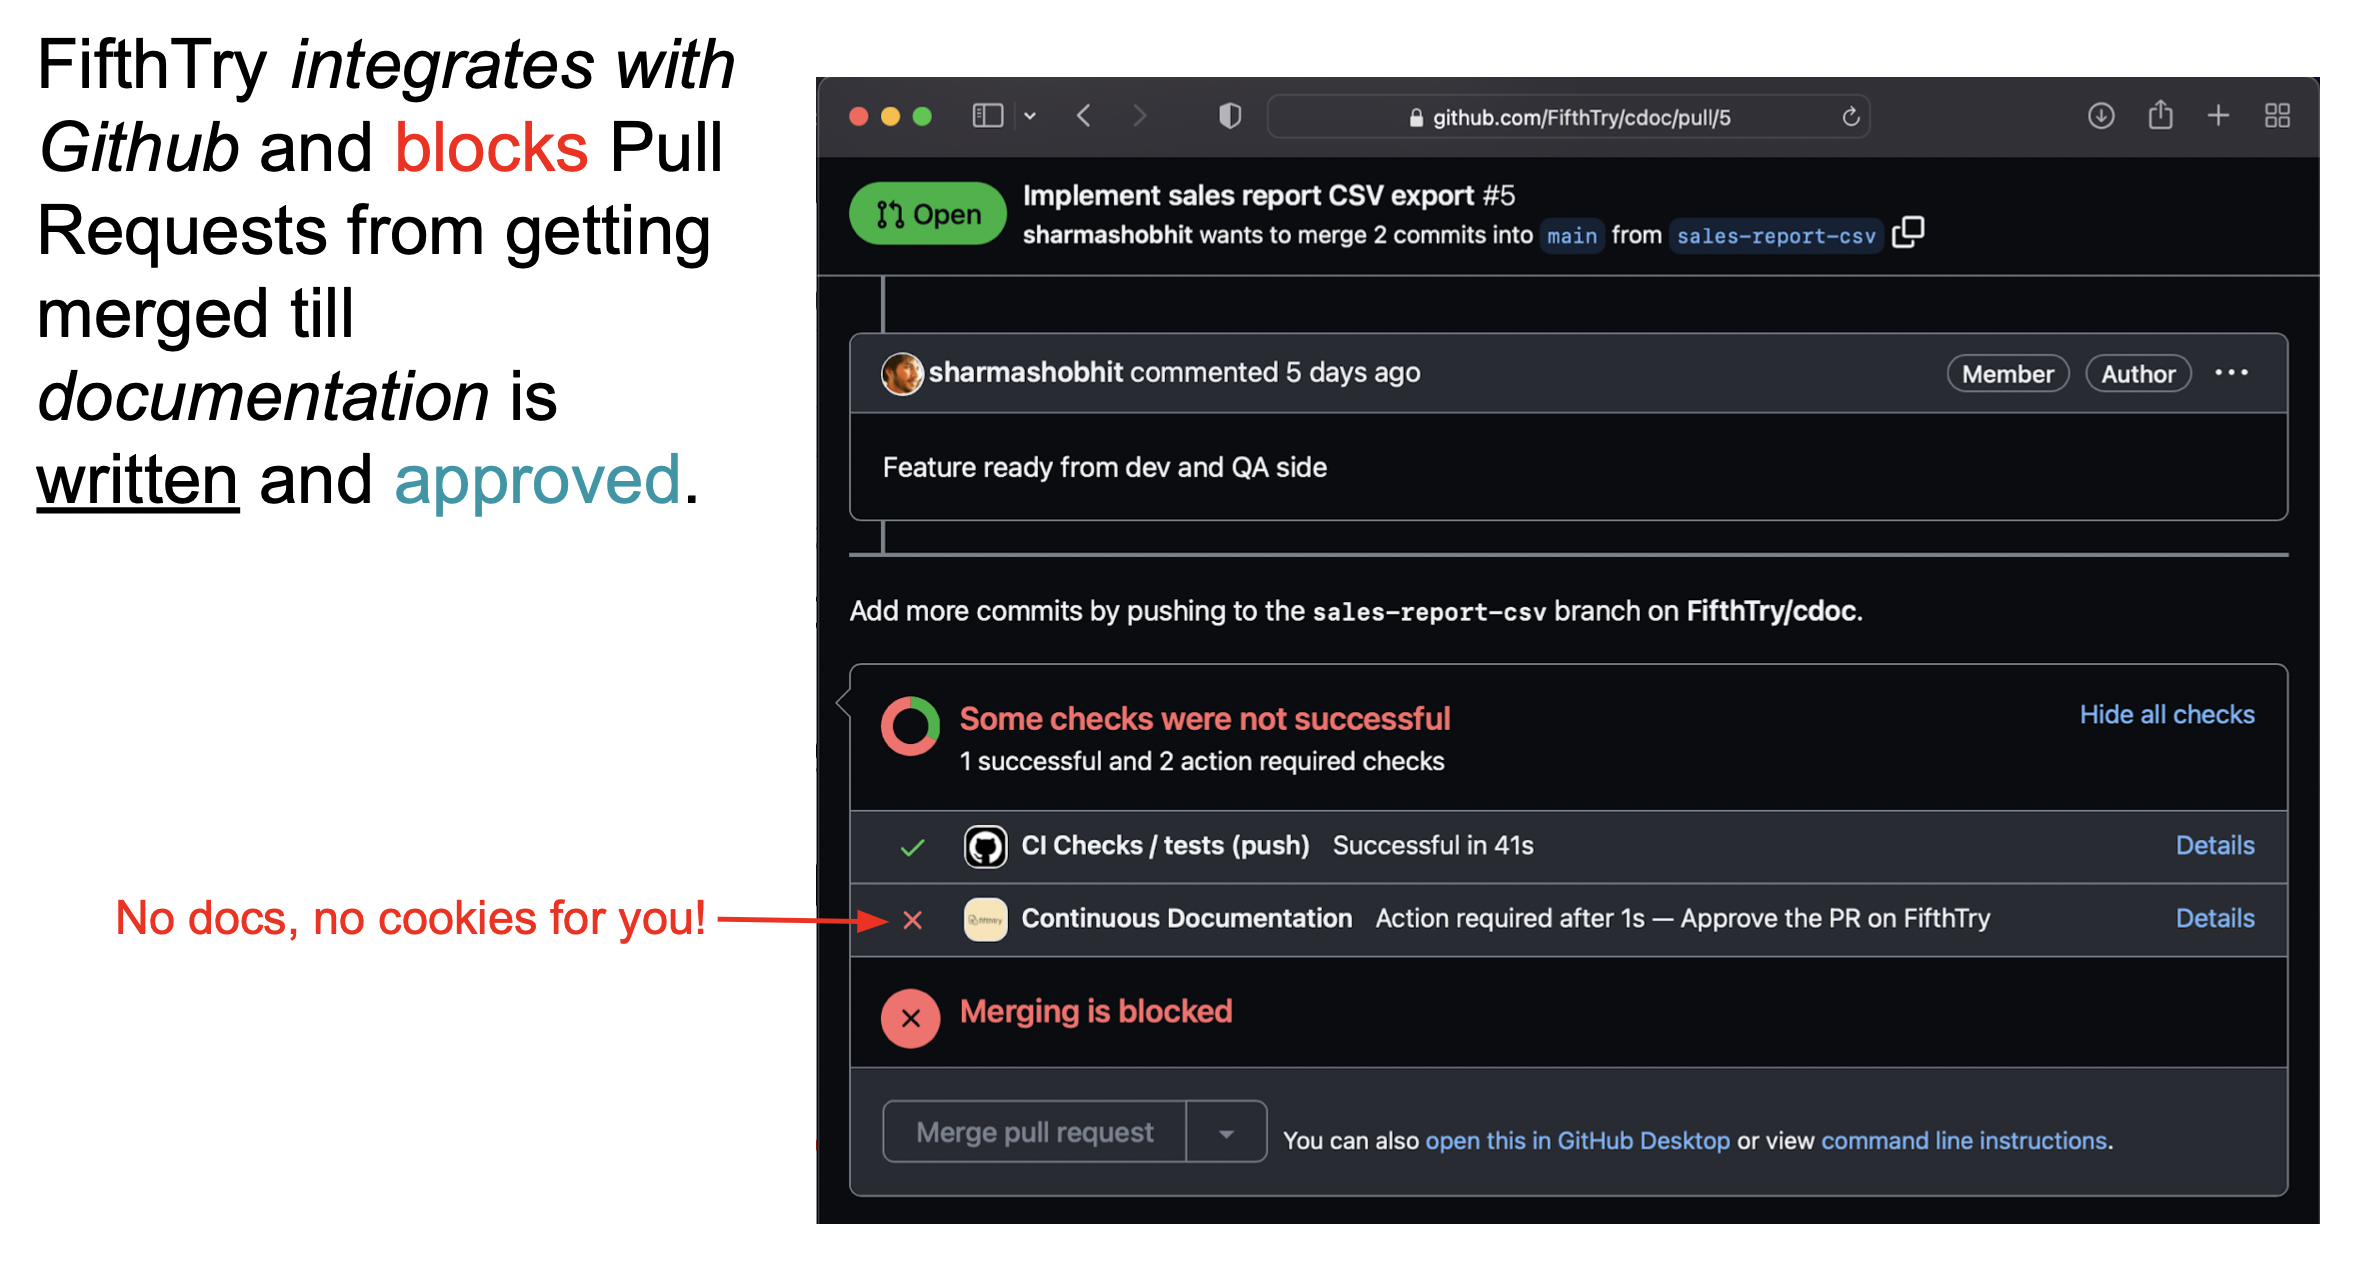 FifthTry integrates with
Github and blocks Pull
Requests from getting
merged till
documentation is
written and approved.
No docs, no cookies for you!
github.com/FifthTry/cdoc/pull/5
Open
Implement sales report CSV export #5
sharmashobhit wants to merge 2 commits into main from sales-report-csv
sharmashobhit commented 5 days ago
Member
Author
Feature ready from dev and QA side
Add more commits by pushing to the sales-report-csv branch on FifthTry/cdoc.
Some checks were not successful
Hide all checks
1 successful and 2 action required checks
CI Checks / tests (push) Successful in 41s
Details
fifthtry
Continuous Documentation Action required after 1s — Approve the PR on FifthTry
Details
Merging is blocked
Merge pull request
You can also open this in GitHub Desktop or view command line instructions.